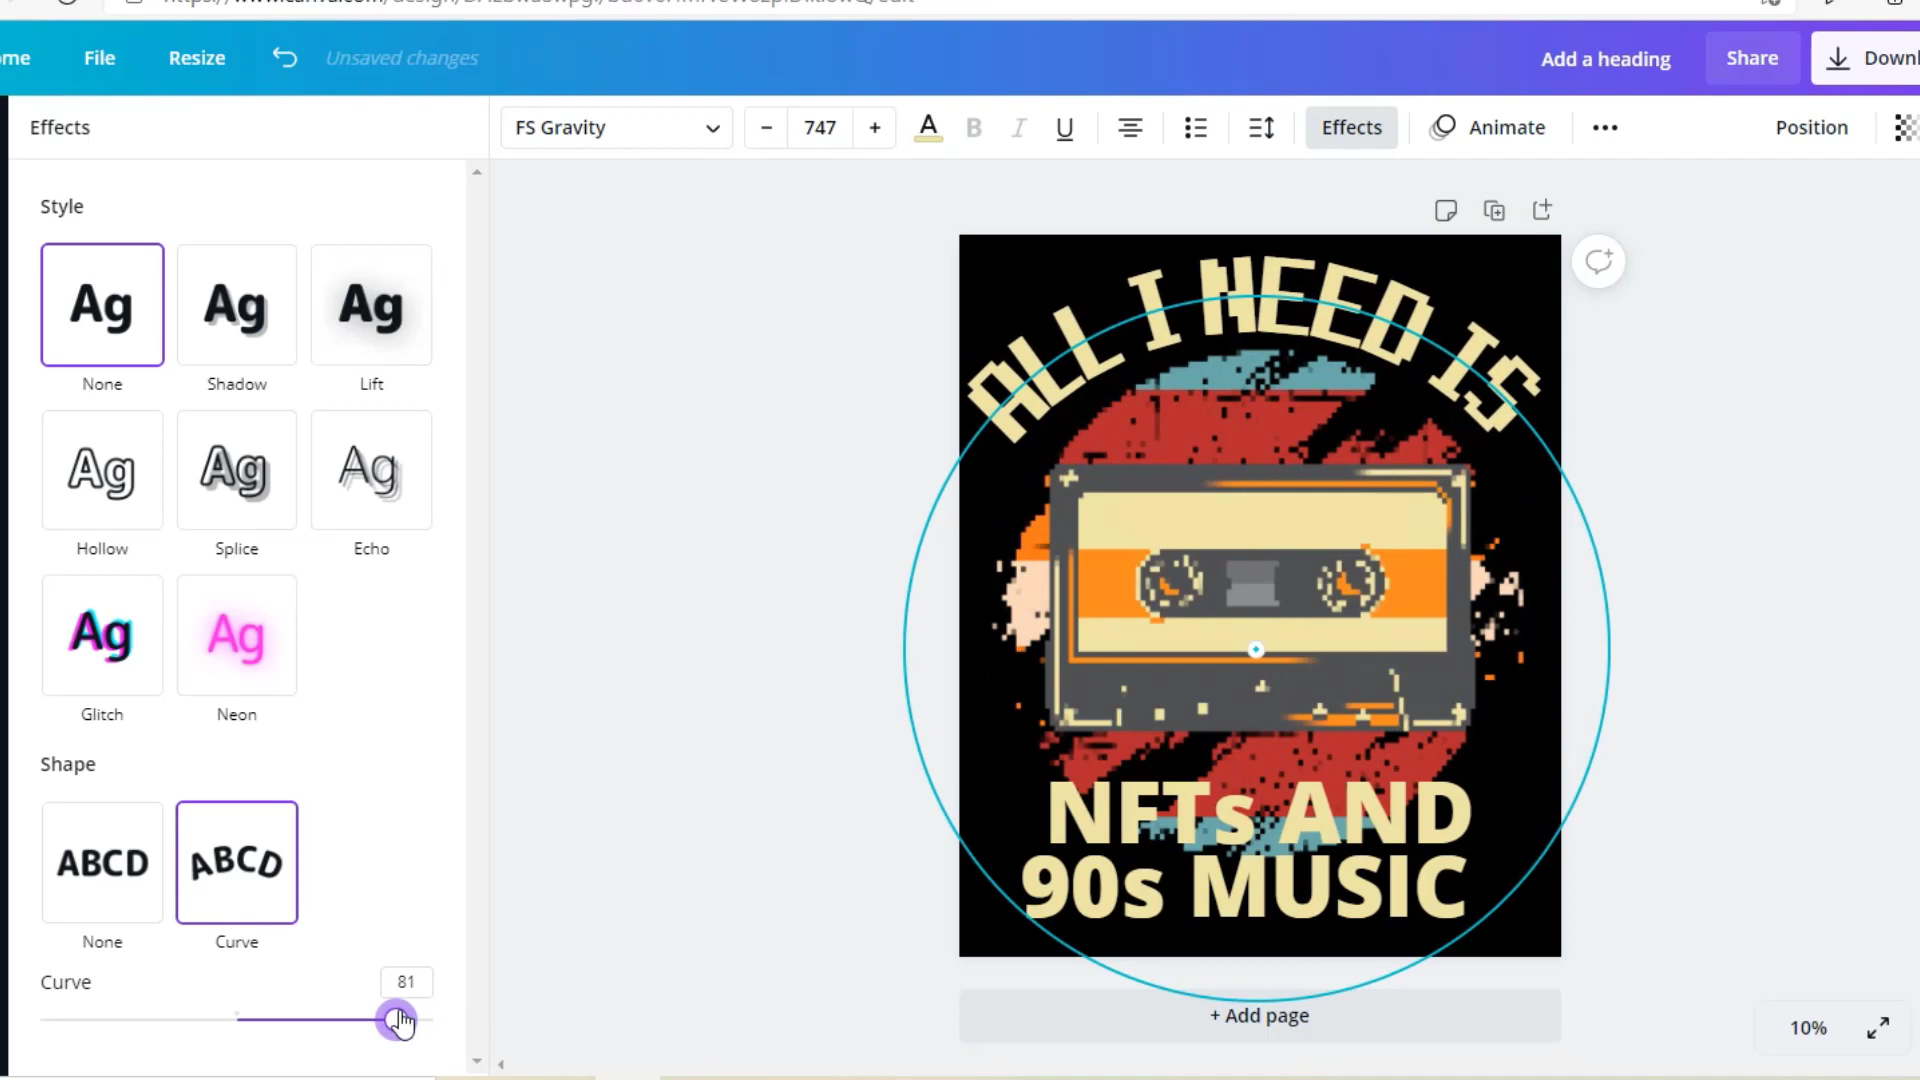 File
Resize
Unsaved changes
Add a heading
Share
Effects
FS Gravity
747
A
B
I
U
Effects
Animate
Position
Style
Ag
Ag
Ag
None
Shadow
Lift
Ag
Ag
Ag
Hollow
Splice
Echo
Ag
Ag
Glitch
Neon
Shape
ABCD
ABCD
None
Curve
Curve
81
ALL I NEED IS
NFTs AND
90s MUSIC
+ Add page
10%